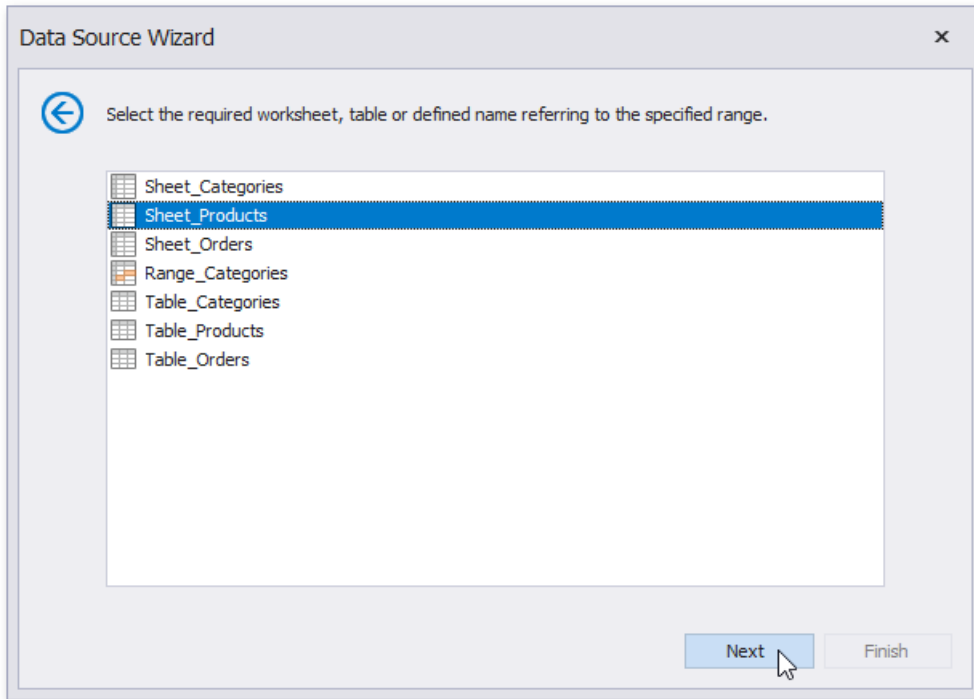 Data Source Wizard
Select the required worksheet, table or defined name referring to the specified range.
Sheet_Categories
Sheet_Products
Sheet_Orders
Range_Categories
Table_Categories
Table_Products
Table_Orders
Next
Finish